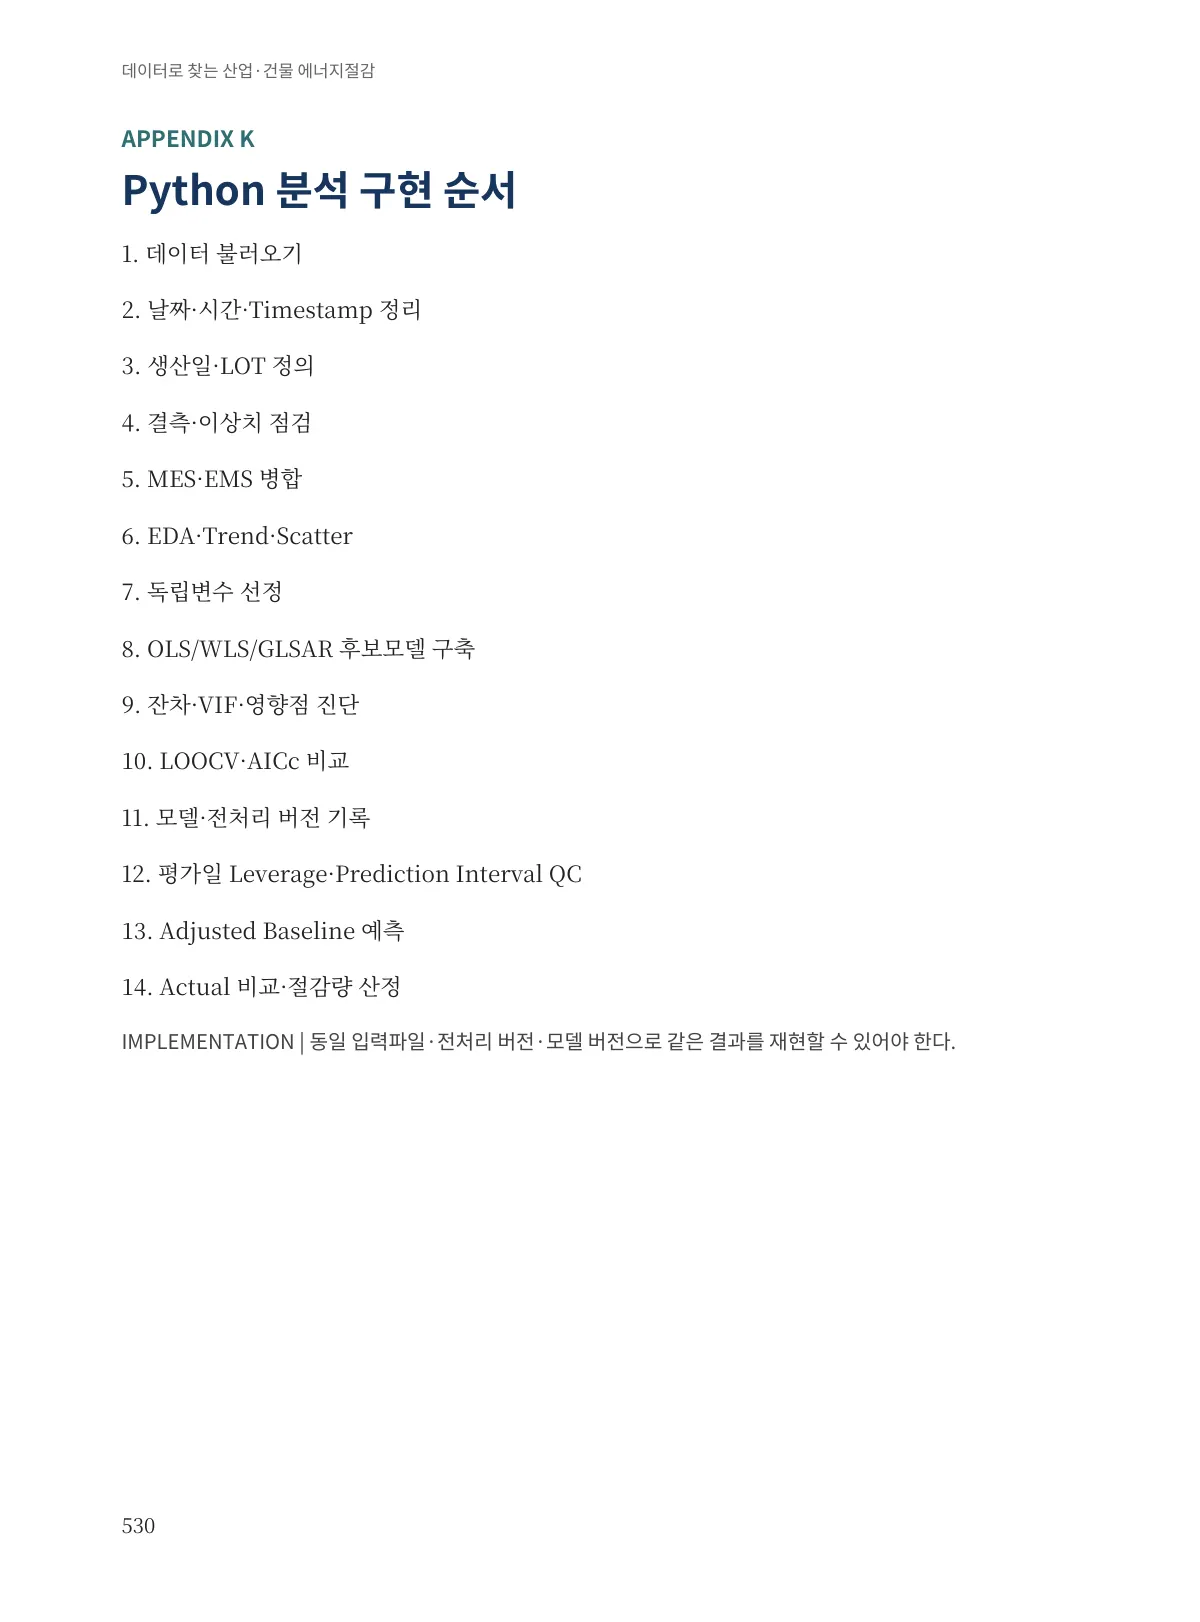 데이터로 찾는 산업·건물 에너지절감
APPENDIX K
Python 분석 구현 순서
1. 데이터 불러오기
2. 날짜·시간·Timestamp 정리
3. 생산일·LOT 정의
4. 결측·이상치 점검
5. MES·EMS 병합
6. EDA·Trend·Scatter
7. 독립변수 선정
8. OLS/WLS/GLSAR 후보모델 구축
9. 잔차·VIF·영향점 진단
10. LOOCV·AICc 비교
11. 모델·전처리 버전 기록
12. 평가일 Leverage·Prediction Interval QC
13. Adjusted Baseline 예측
14. Actual 비교·절감량 산정
IMPLEMENTATION | 동일 입력파일·전처리 버전·모델 버전으로 같은 결과를 재현할 수 있어야 한다.
530